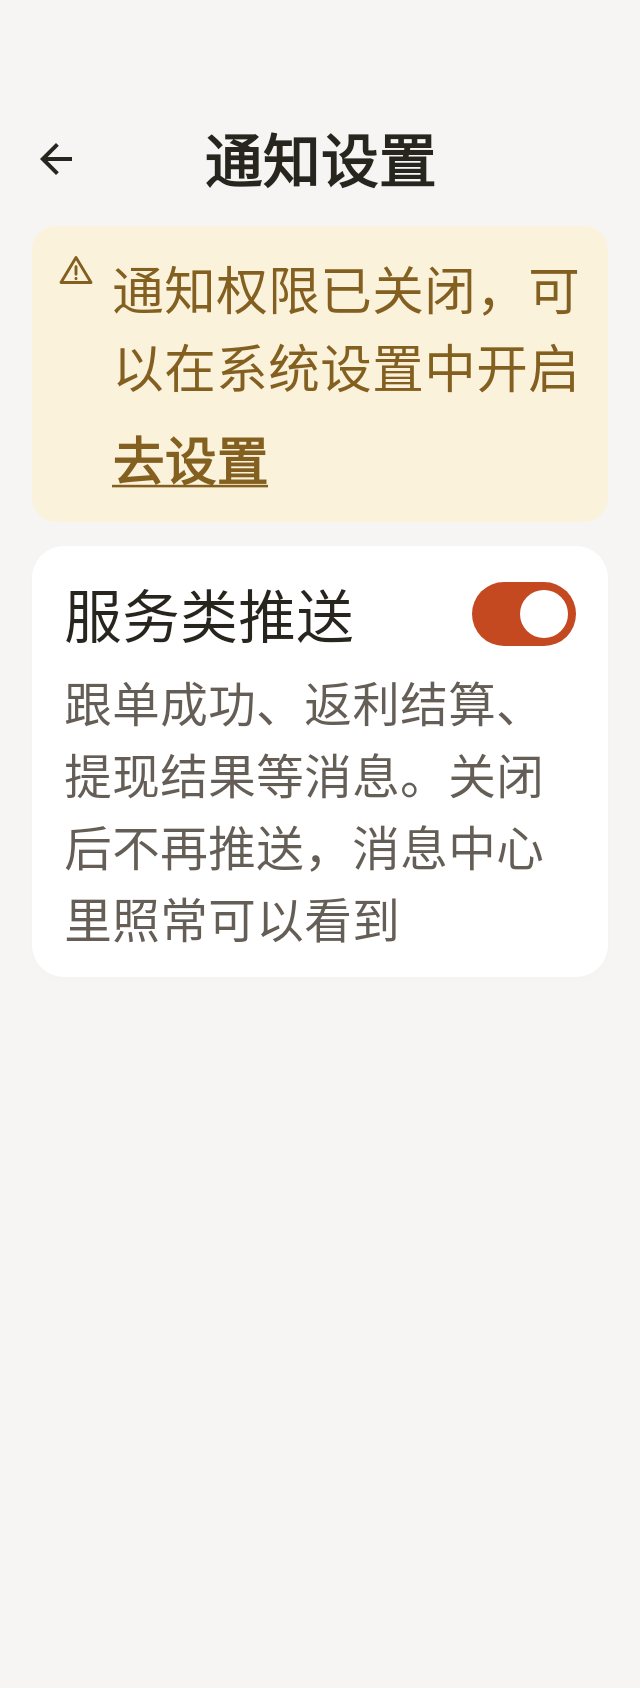 通知设置
通知权限已关闭，可
以在系统设置中开启
去设置
服务类推送
跟单成功、返利结算、
提现结果等消息。关闭
后不再推送，消息中心
里照常可以看到